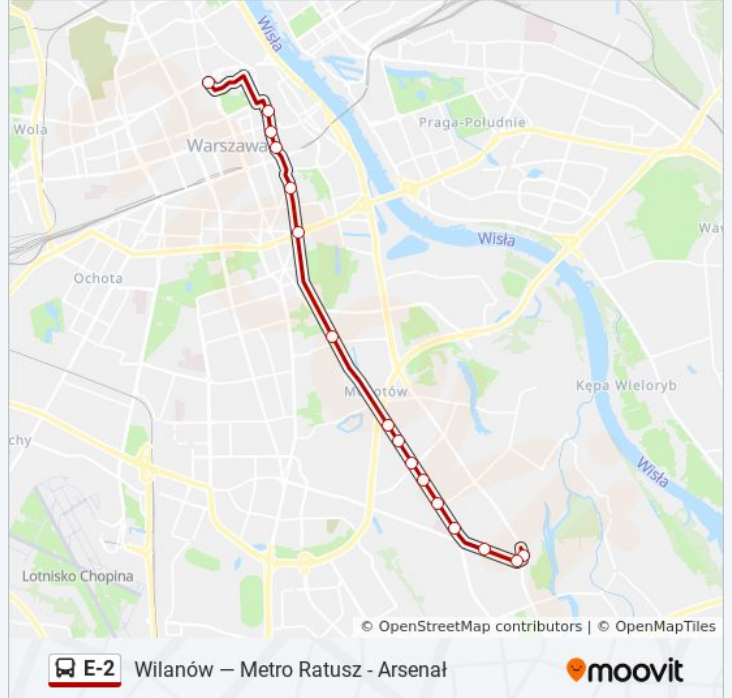 Wisła
Praga-Południe
Wola
Warszawa
Wa
Wisła
Ochota
Kępa Wieloryb
chy
Wisła
Lotnisko Chopina
© OpenStreetMap contributors | © OpenMapTiles
E-2 Wilanów — Metro Ratusz - Arsenał moovit